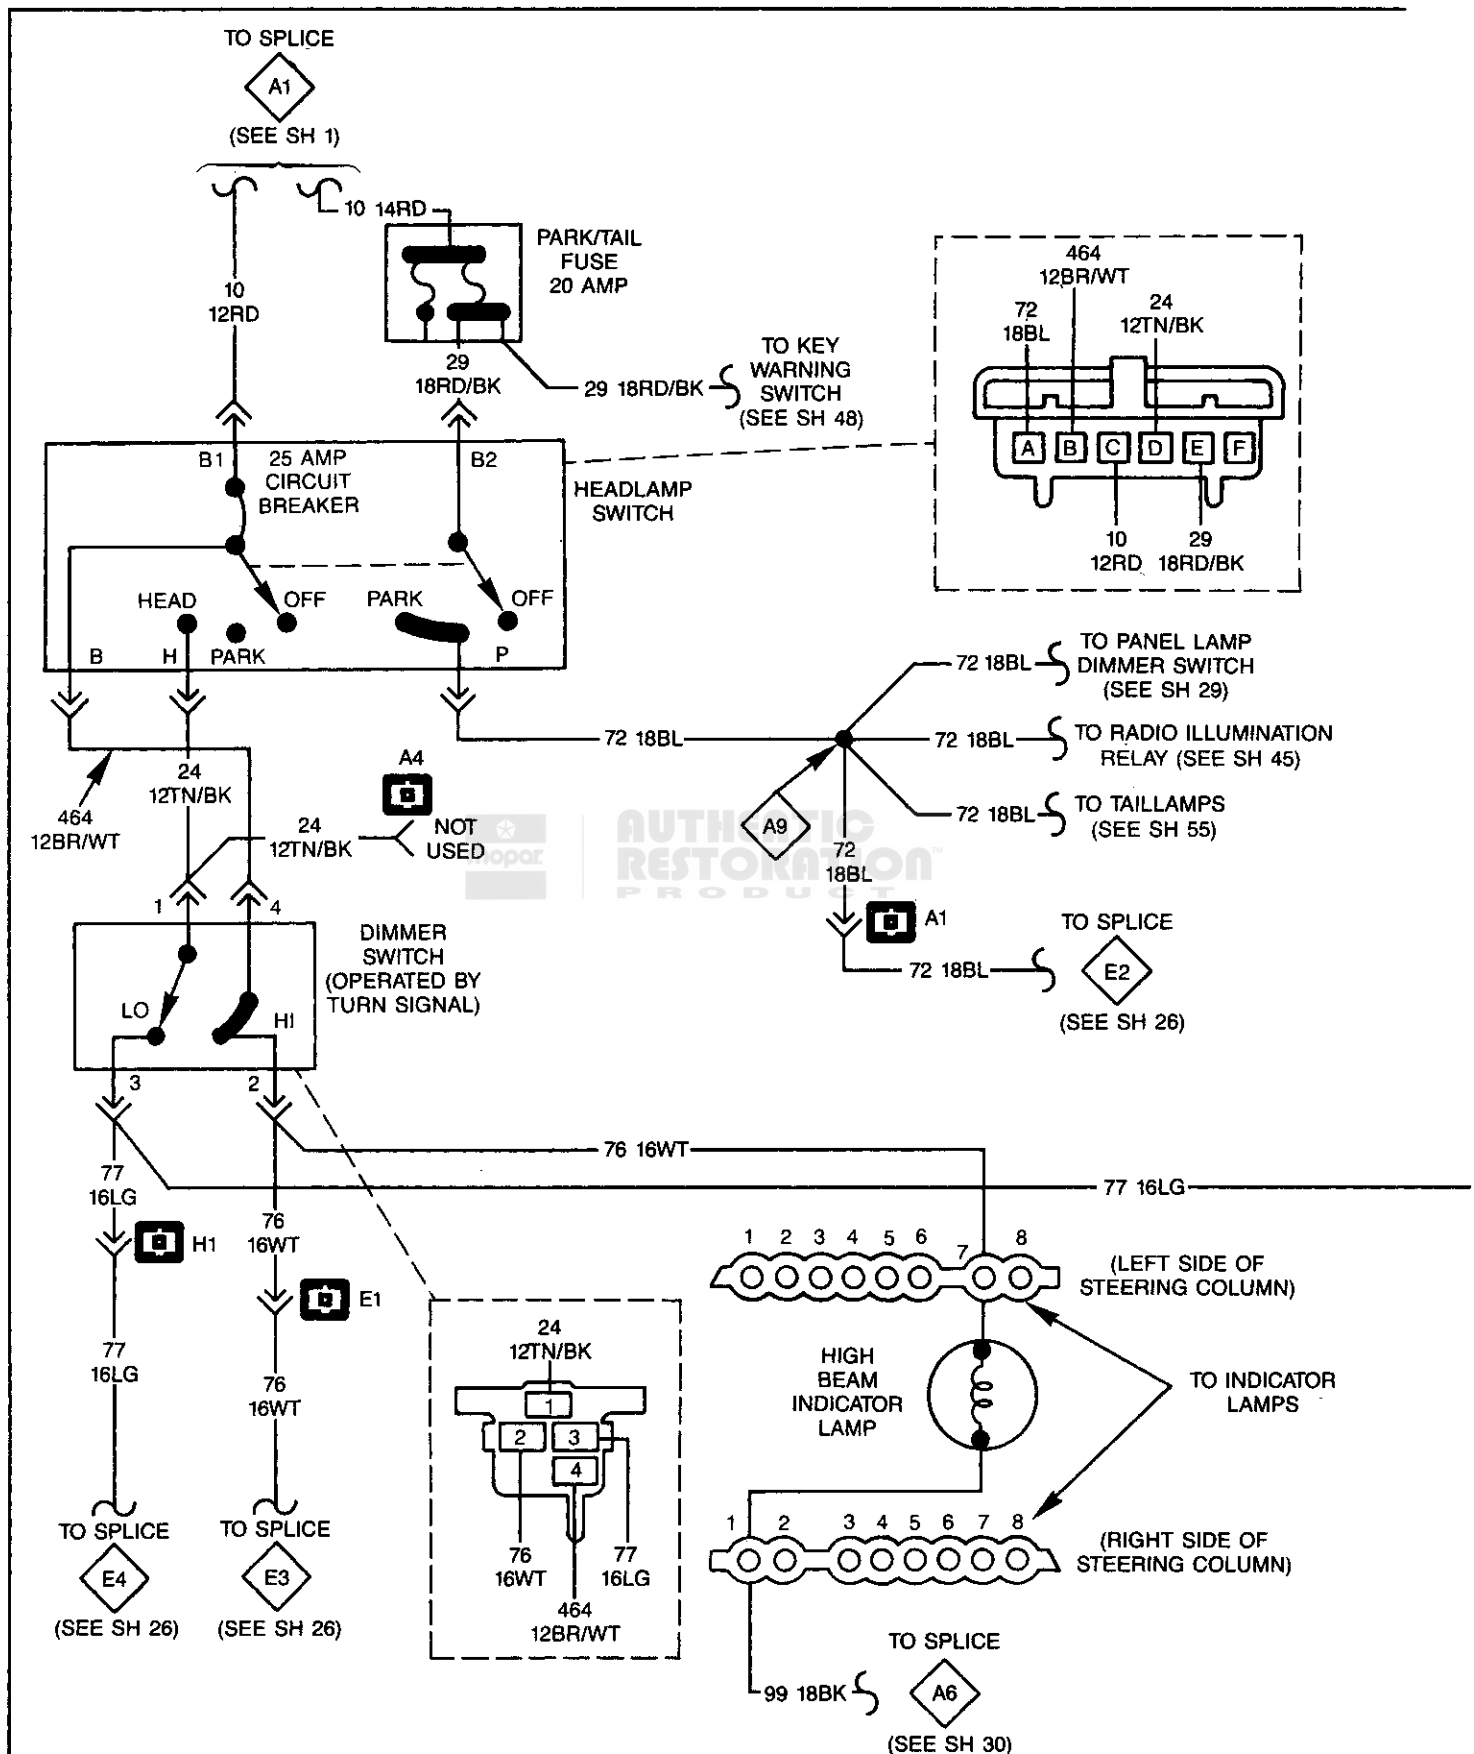 TO SPLICE
A1
(SEE SH 1)
10 14RD
PARK/TAIL
FUSE
20 AMP
10
12RD
29
18RD/BK
29 18RD/BK
TO KEY
WARNING
SWITCH
(SEE SH 48)
464
12BR/WT
72
18BL
24
12TN/BK
A B C D E F
10
12RD
29
18RD/BK
B1
25 AMP
CIRCUIT
BREAKER
B2
HEADLAMP
SWITCH
HEAD
OFF
PARK
OFF
B
H
PARK
P
72 18BL
TO PANEL LAMP
DIMMER SWITCH
(SEE SH 29)
72 18BL
72 18BL
TO RADIO ILLUMINATION
RELAY (SEE SH 45)
72 18BL
TO TAILLAMPS
(SEE SH 55)
A9
24
12TN/BK
A4
464
12BR/WT
24
12TN/BK
NOT
USED
mopar
AUTHENTIC
RESTORATION™
PRODUCT
72
18BL
A1
72 18BL
TO SPLICE
E2
(SEE SH 26)
1
4
DIMMER
SWITCH
(OPERATED BY
TURN SIGNAL)
LO
HI
3
2
76 16WT
77 16LG
77
16LG
H1
76
16WT
E1
77
16LG
76
16WT
TO SPLICE
E4
(SEE SH 26)
TO SPLICE
E3
(SEE SH 26)
24
12TN/BK
1
2
3
4
76
16WT
77
16LG
464
12BR/WT
1 2 3 4 5 6 7 8
(LEFT SIDE OF
STEERING COLUMN)
HIGH
BEAM
INDICATOR
LAMP
TO INDICATOR
LAMPS
1 2 3 4 5 6 7 8
(RIGHT SIDE OF
STEERING COLUMN)
99 18BK
TO SPLICE
A6
(SEE SH 30)